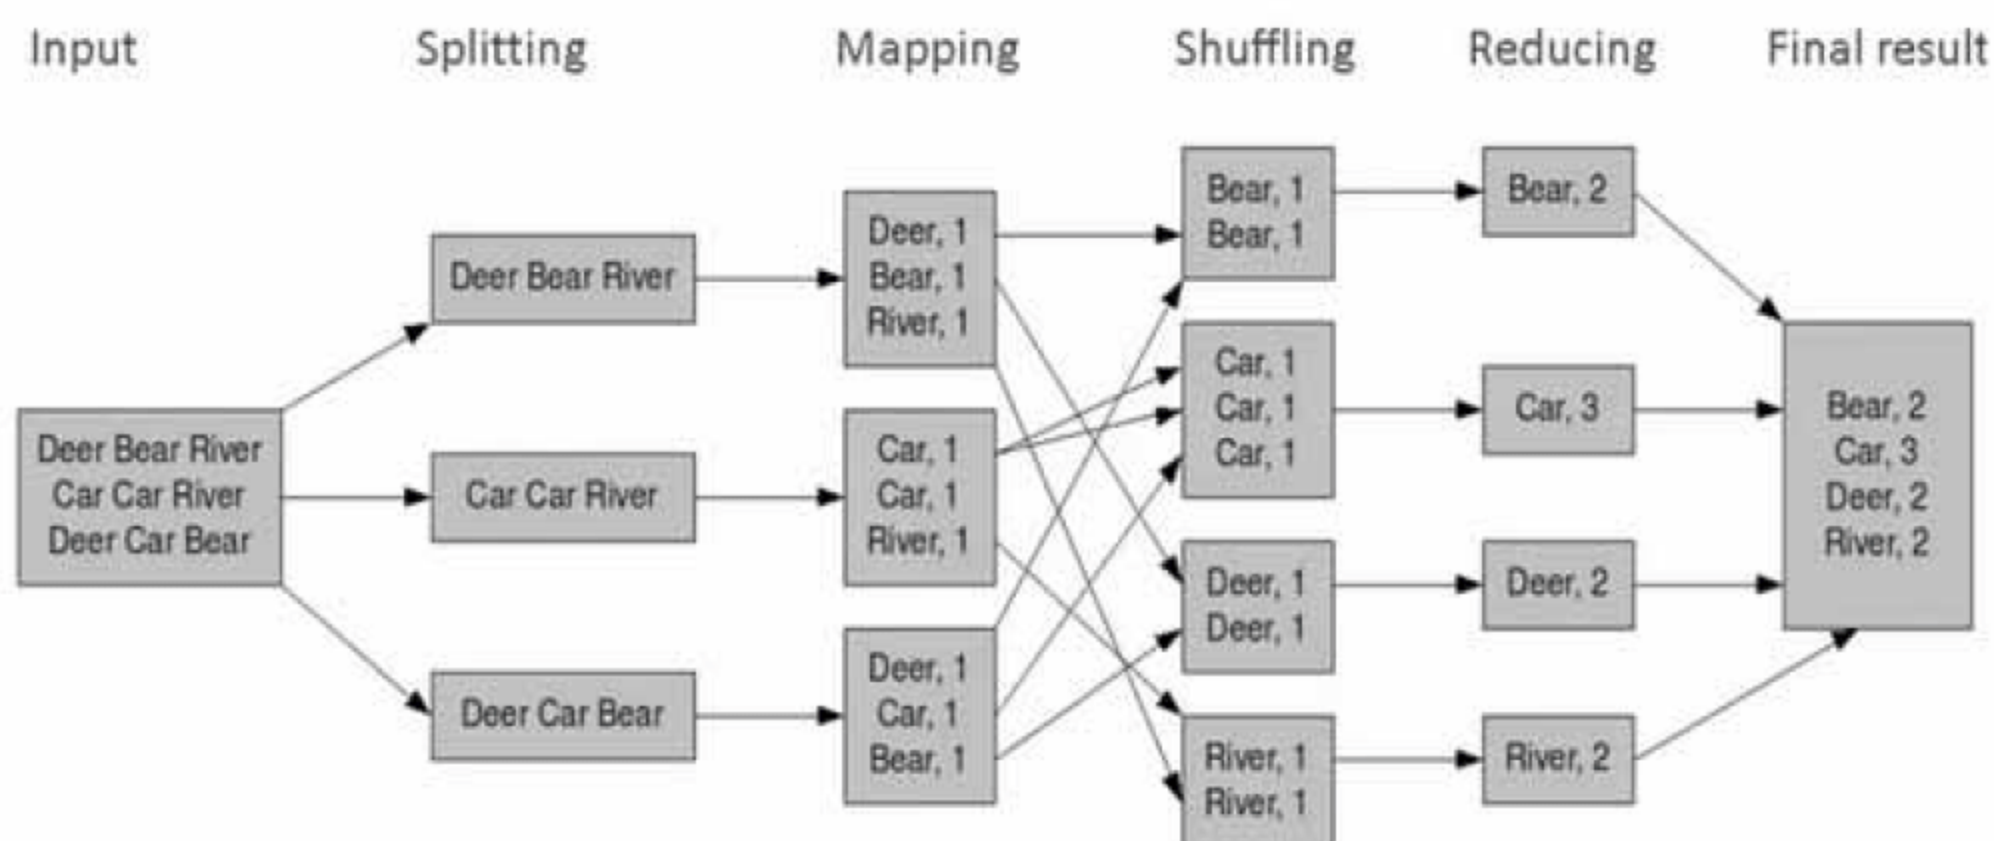 Input Splitting Mapping Shuffling Reducing Final result
Deer Bear River
Car Car River
Deer Car Bear
Deer Bear River
Car Car River
Deer Car Bear
Deer, 1
Bear, 1
River, 1
Car, 1
Car, 1
River, 1
Deer, 1
Car, 1
Bear, 1
Bear, 1
Bear, 1
Car, 1
Car, 1
Car, 1
Deer, 1
Deer, 1
River, 1
River, 1
Bear, 2
Car, 3
Deer, 2
River, 2
Bear, 2
Car, 3
Deer, 2
River, 2